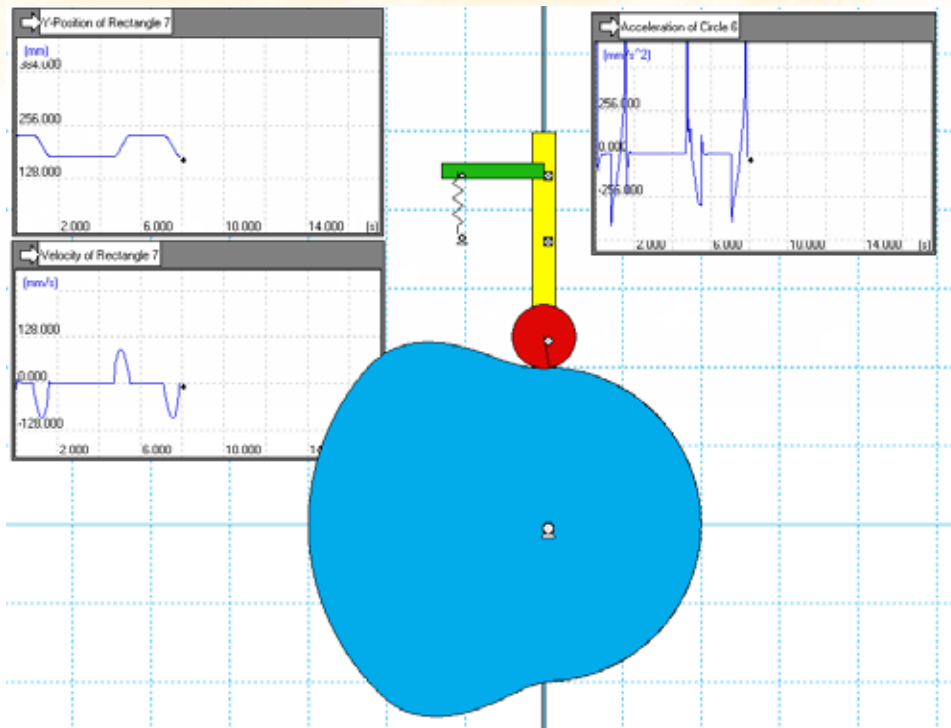 Y-Position of Rectangle 7
(mm)
384.000
256.000
128.000
2.000 6.000 10.000 14.000 [s]
Velocity of Rectangle 7
(mm/s)
128.000
0.000
-128.000
2.000 6.000 10.000
Acceleration of Circle 6
(mm/s^2)
256.000
0.000
-256.000
2.000 6.000 10.000 14.000 [s]